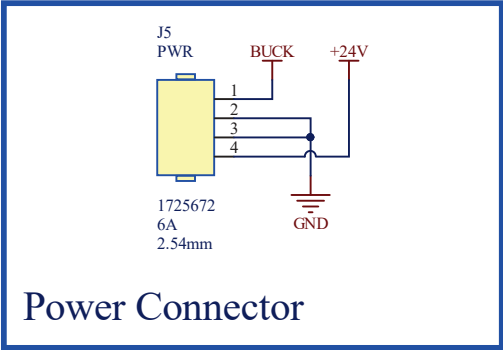 J5
PWR
BUCK
+24V
1
2
3
4
GND
1725672
6A
2.54mm
Power Connector